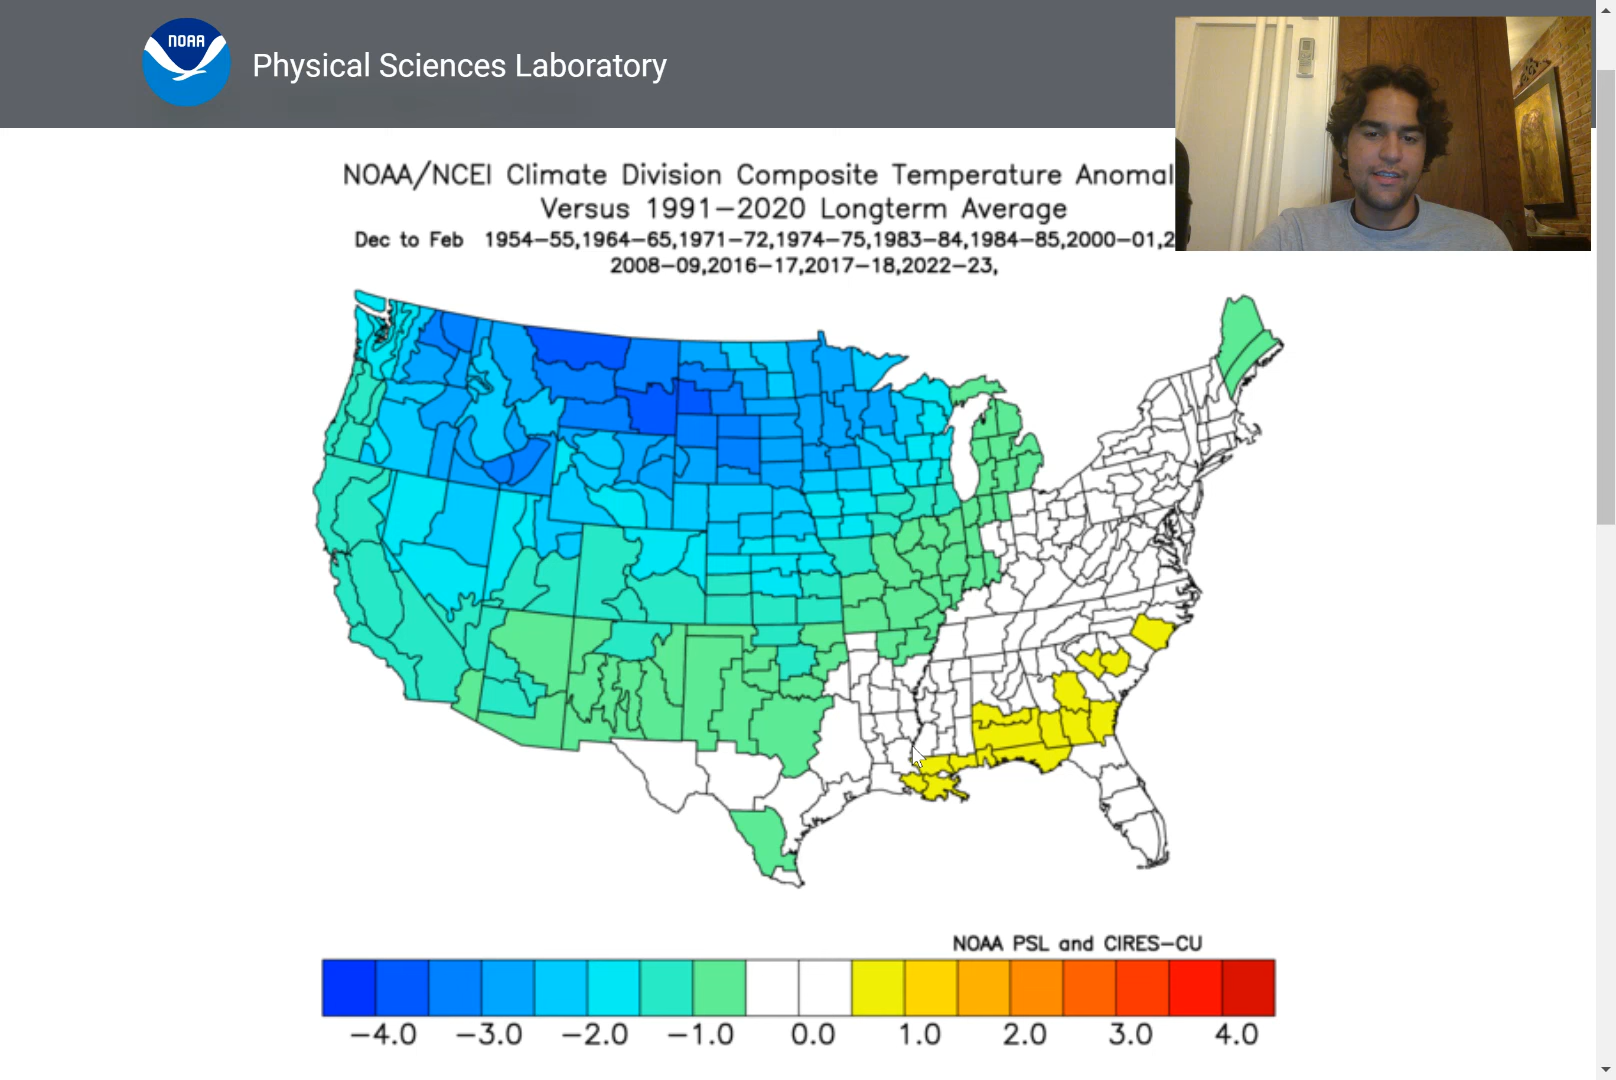 NOAA
Physical Sciences Laboratory
NOAA/NCEI Climate Division Composite Temperature Anomal
Versus 1991-2020 Longterm Average
Dec to Feb 1954-55,1964-65,1971-72,1974-75,1983-84,1984-85,2000-01,2
2008-09,2016-17,2017-18,2022-23,
NOAA PSL and CIRES-CU
-4.0 -3.0 -2.0 -1.0 0.0 1.0 2.0 3.0 4.0